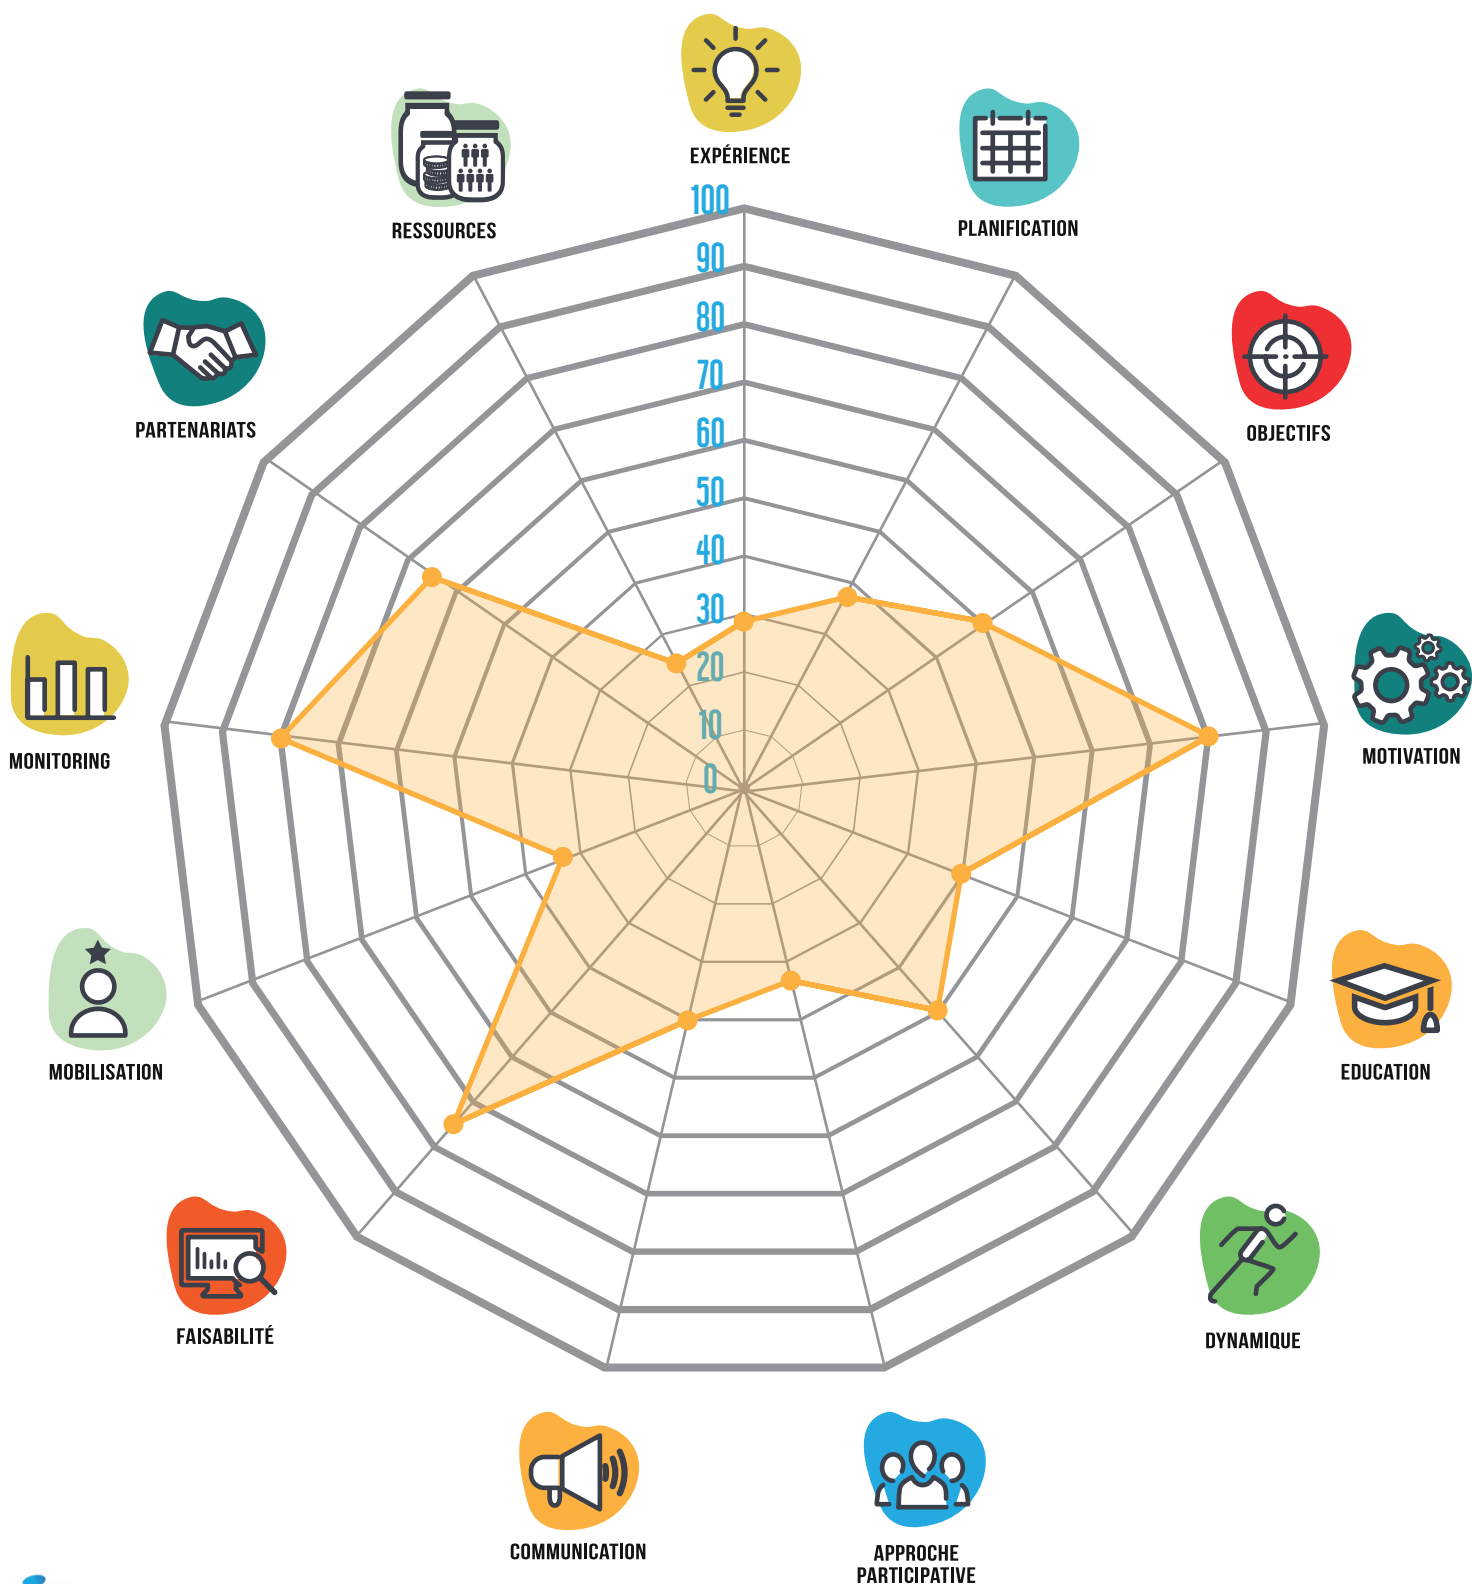 EXPÉRIENCE
PLANIFICATION
RESSOURCES
OBJECTIFS
PARTENARIATS
MOTIVATION
MONITORING
EDUCATION
MOBILISATION
DYNAMIQUE
FAISABILITÉ
COMMUNICATION
APPROCHE
PARTICIPATIVE
100
90
80
70
60
50
40
30
20
10
0